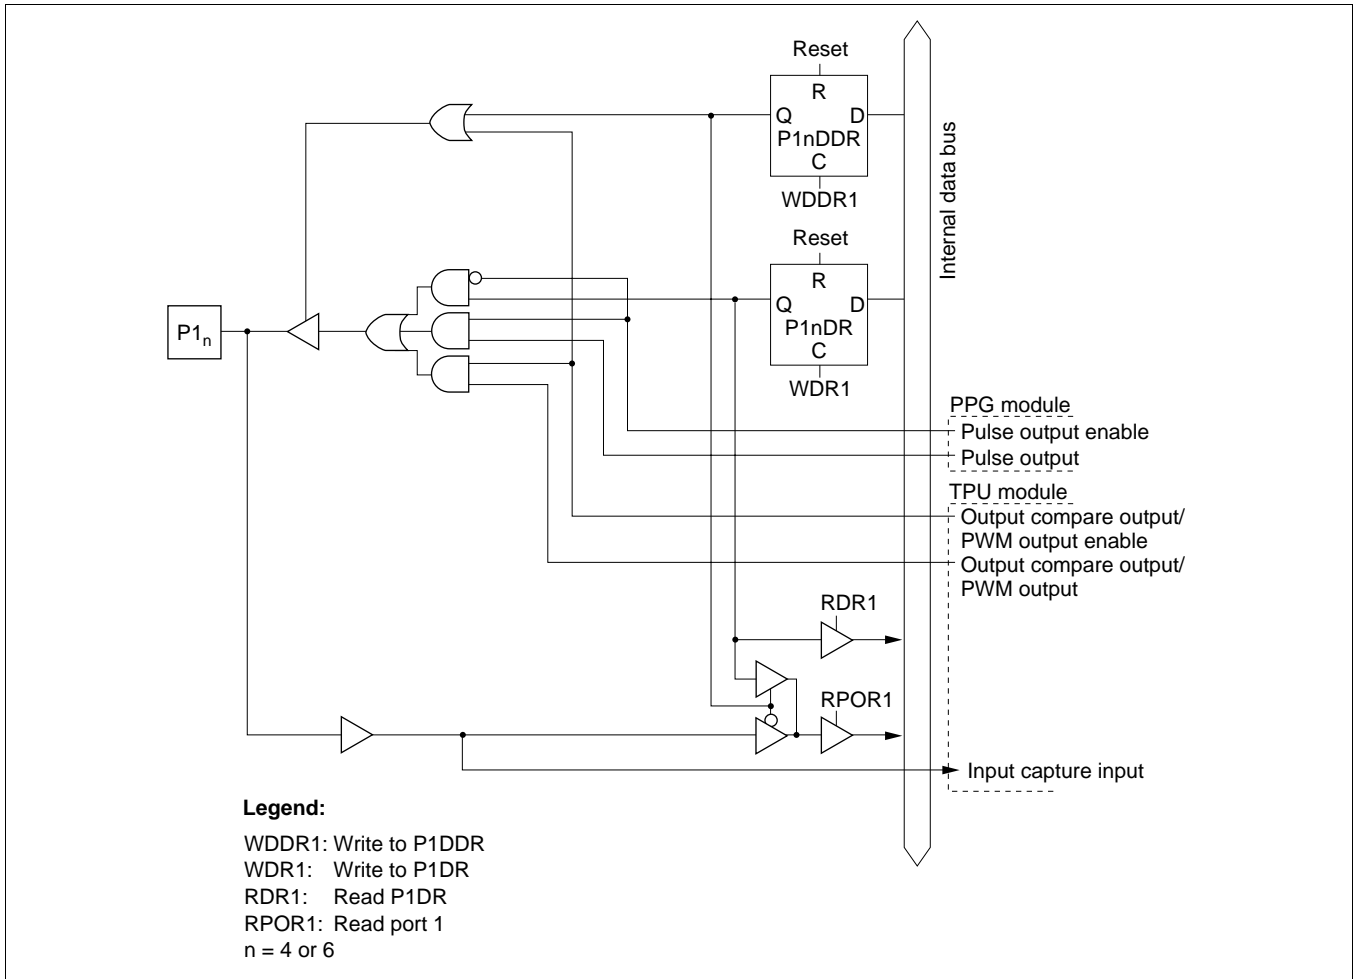 Reset
R
Q D
P1nDDR
C
WDDR1
Internal data bus
Reset
R
Q D
P1nDR
C
WDR1
P1n
PPG module
Pulse output enable
Pulse output
TPU module
Output compare output/
PWM output enable
Output compare output/
PWM output
RDR1
RPOR1
Input capture input
Legend:
WDDR1: Write to P1DDR
WDR1: Write to P1DR
RDR1: Read P1DR
RPOR1: Read port 1
n = 4 or 6